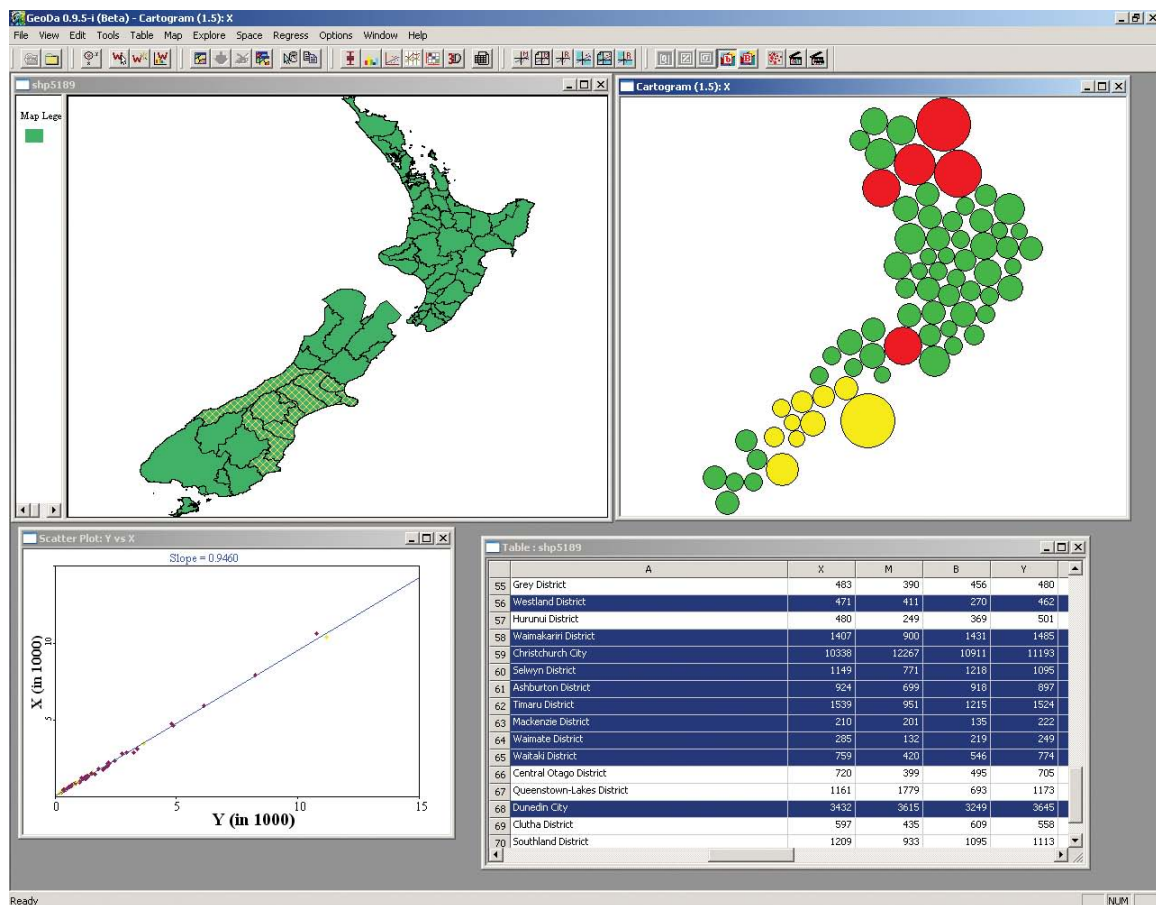 GeoDa 0.9.5-i (Beta) - Cartogram (1.5): X
File View Edit Tools Table Map Explore Space Regress Options Window Help
3D
shp5189
Map Lege
Cartogram (1.5): X
Scatter Plot: Y vs X
Slope = 0.9460
X (in 1000)
10
5
0 5 10 15
Y (in 1000)
Table : shp5189
A X M B Y
55 Grey District 483 390 456 480
56 Westland District 471 411 270 462
57 Hurunui District 480 249 369 501
58 Waimakariri District 1407 900 1431 1485
59 Christchurch City 10338 12267 10911 11193
60 Selwyn District 1149 771 1218 1095
61 Ashburton District 924 699 918 897
62 Timaru District 1539 951 1215 1524
63 Mackenzie District 210 201 135 222
64 Waimate District 285 132 219 249
65 Waitaki District 759 420 546 774
66 Central Otago District 720 399 495 705
67 Queenstown-Lakes District 1161 1779 693 1173
68 Dunedin City 3432 3615 3249 3645
69 Clutha District 597 435 609 558
70 Southland District 1209 933 1095 1113
Ready
NUM